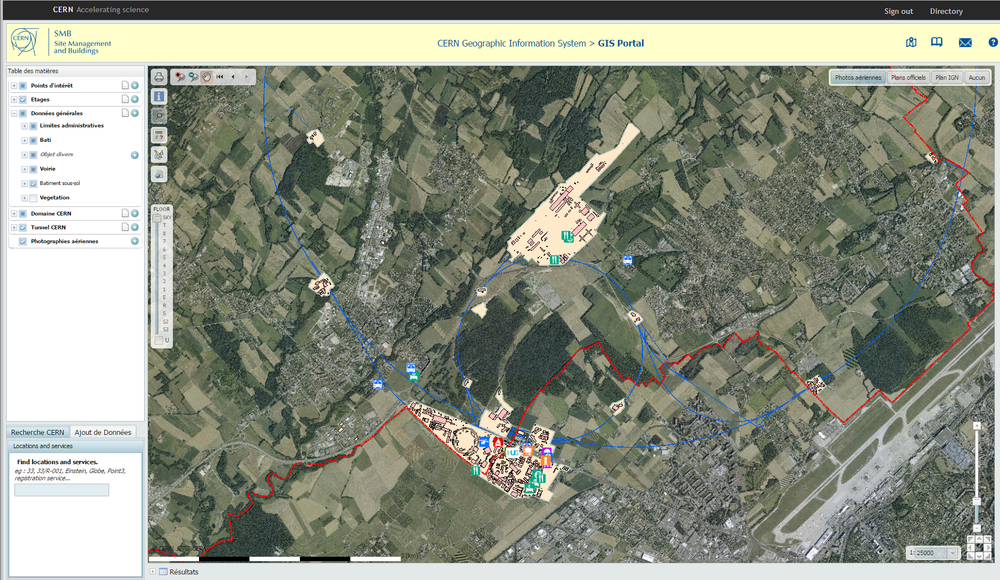 CERN Accelerating science
Sign out Directory
CERN
SMB
Site Management
and Buildings
CERN Geographic Information System > GIS Portal
?
Table des matières
Points d'intérêt
Etages
Données générales
Limites administratives
Bati
Objet divers
Voirie
Batiment sous-sol
Vegetation
Domaine CERN
Tunnel CERN
Photographies aériennes
Photos aériennes Plans officiels Plan IGN Aucun
FLOOR
SKY
T
8
7
6
5
4
3
2
1
E
R
S
S2
S3
U
HUG
Recherche CERN Ajout de Données
Locations and services
Find locations and services.
eg : 33, 33/R-001, Einstein, Globe, Point3,
registration service...
© CERN, SITG, CERN
3 (km)
1: 25000
Résultats